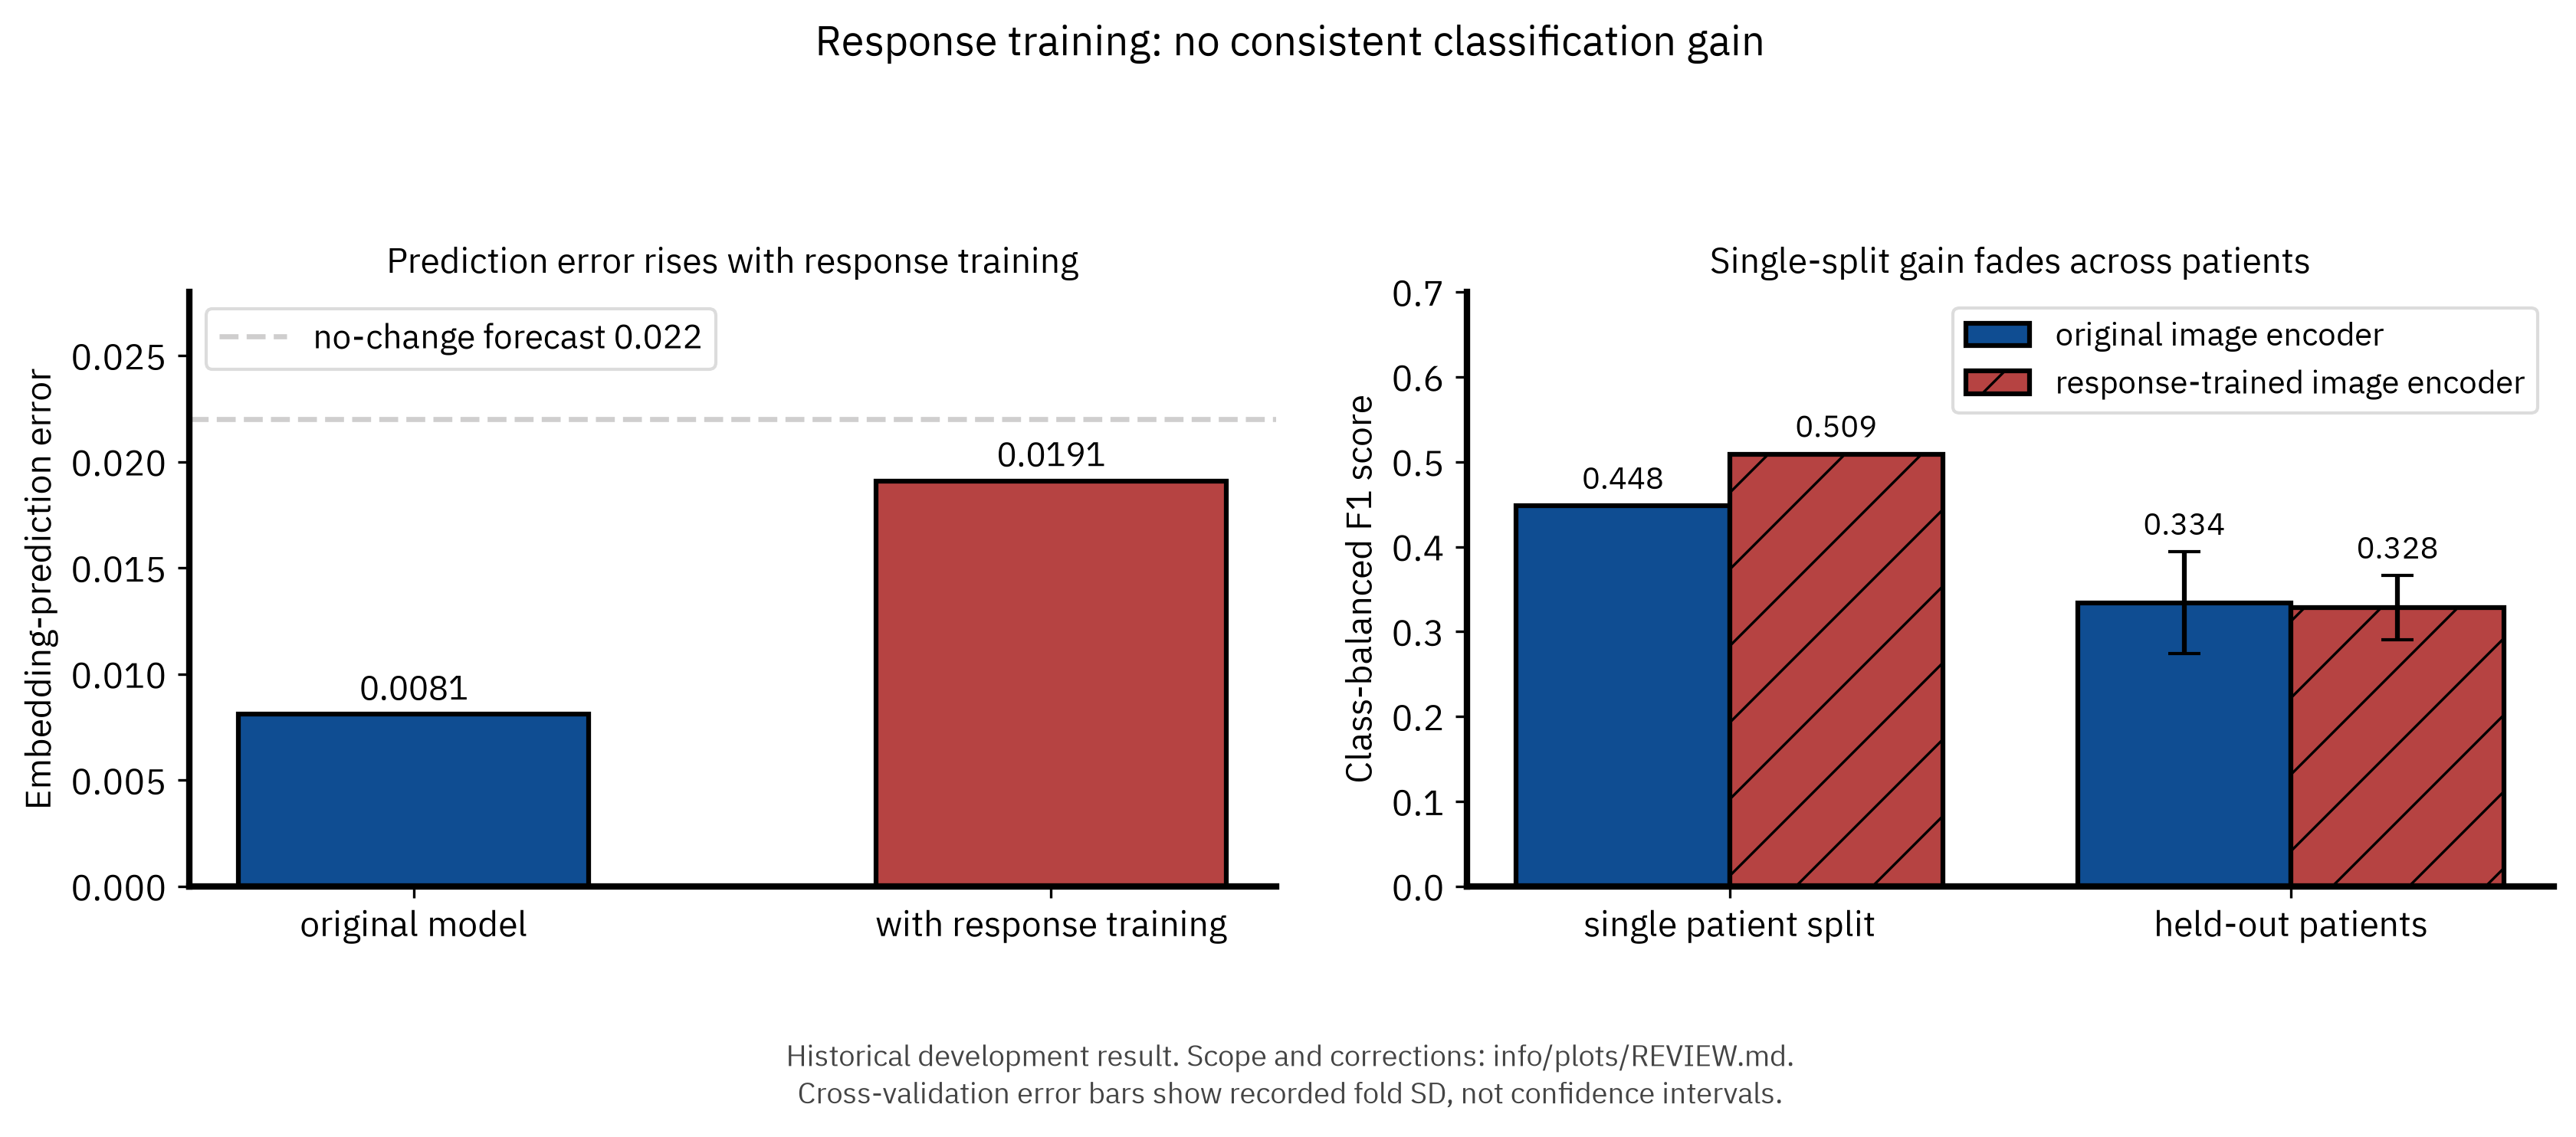 Response training: no consistent classification gain
Prediction error rises with response training
no-change forecast 0.022
Embedding-prediction error
0.025
0.020
0.015
0.010
0.005
0.000
0.0081
0.0191
original model
with response training
Single-split gain fades across patients
original image encoder
response-trained image encoder
Class-balanced F1 score
0.7
0.6
0.5
0.4
0.3
0.2
0.1
0.0
0.448
0.509
0.334
0.328
single patient split
held-out patients
Historical development result. Scope and corrections: info/plots/REVIEW.md.
Cross-validation error bars show recorded fold SD, not confidence intervals.